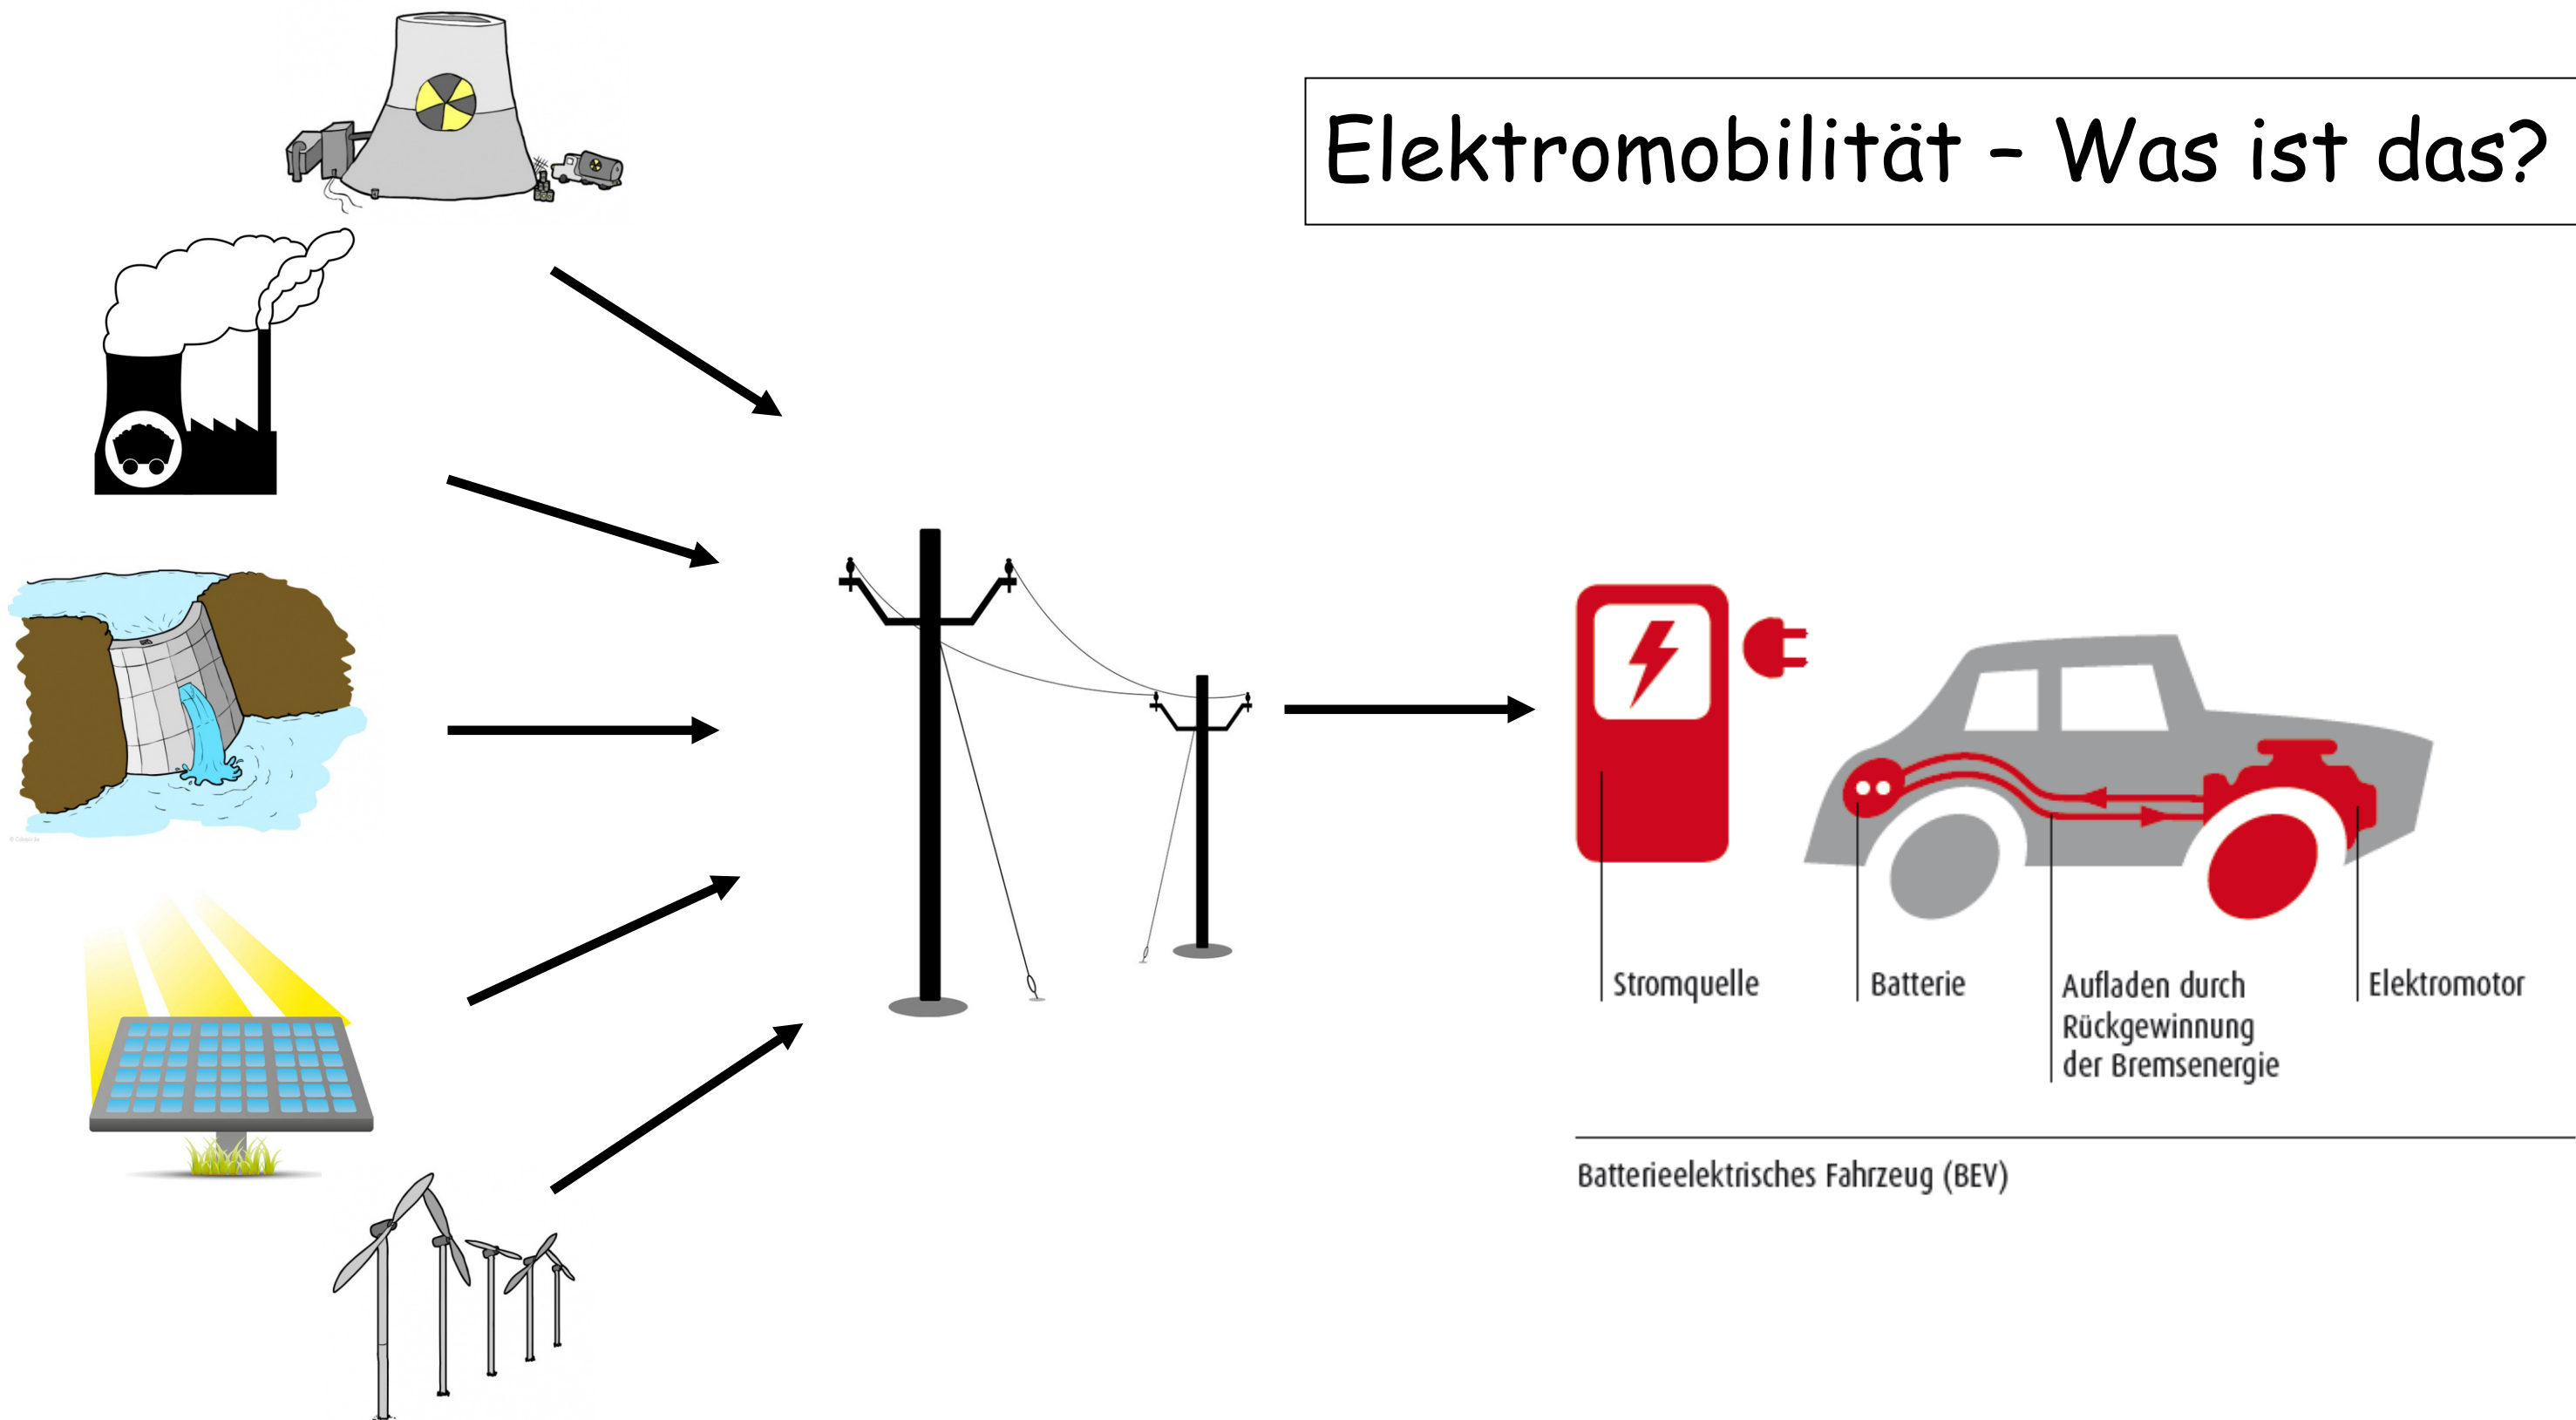 Elektromobilität – Was ist das?
Stromquelle
Batterie
Aufladen durch
Rückgewinnung
der Bremsenergie
Elektromotor
Batterieelektrisches Fahrzeug (BEV)